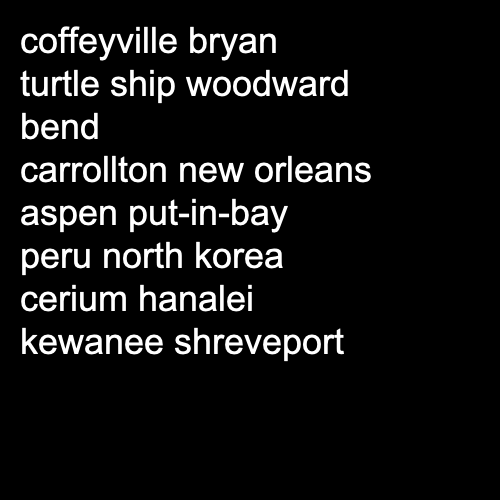 coffeyville bryan
turtle ship woodward
bend
carrollton new orleans
aspen put-in-bay
peru north korea
cerium hanalei
kewanee shreveport